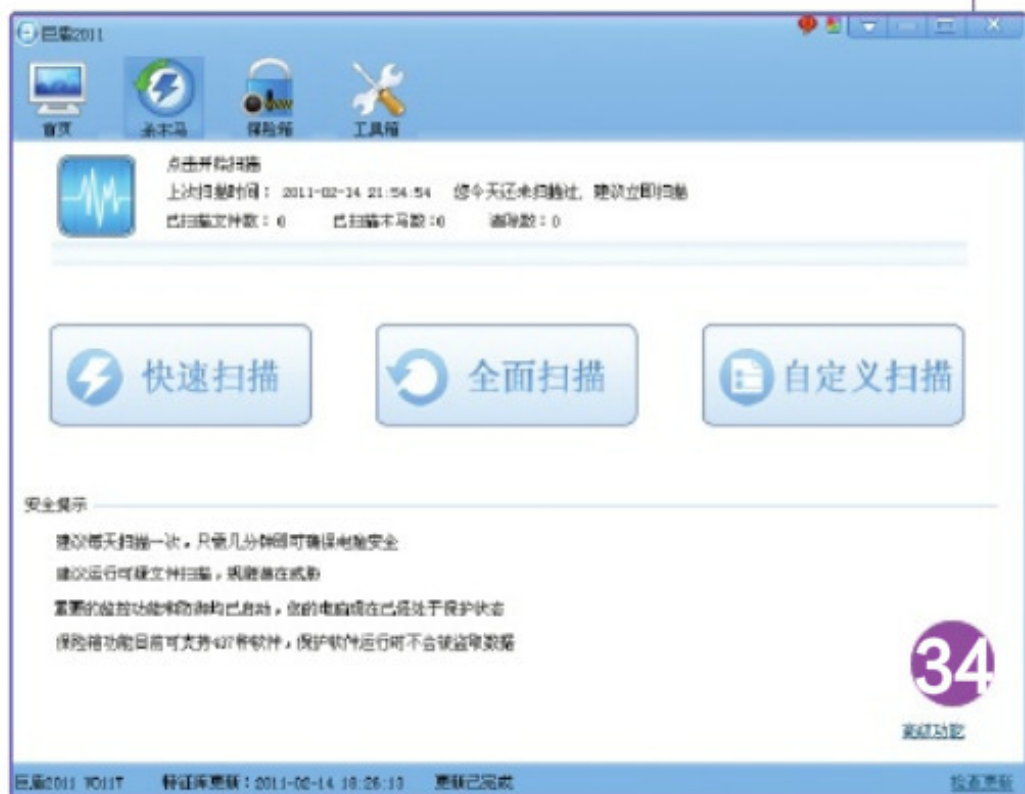 巨盾2011
首页 杀木马 保险箱 工具箱
点击开始扫描
上次扫描时间：2011-02-14 21:54:54 您今天还未扫描过，建议立即扫描
已扫描文件数：0 已扫描木马数：0 清除数：0
快速扫描 全面扫描 自定义扫描
安全提示
建议每天扫描一次，只需几分钟即可确保电脑安全
建议运行可疑文件扫描，规避潜在威胁
重要的监控功能和防御均已启动，您的电脑现在已经处于保护状态
保险箱功能目前可支持437种软件，保护软件运行时不会被盗取数据
34
高级功能
巨盾2011 特征库更新：2011-02-14 18:26:13 更新已完成 检查更新